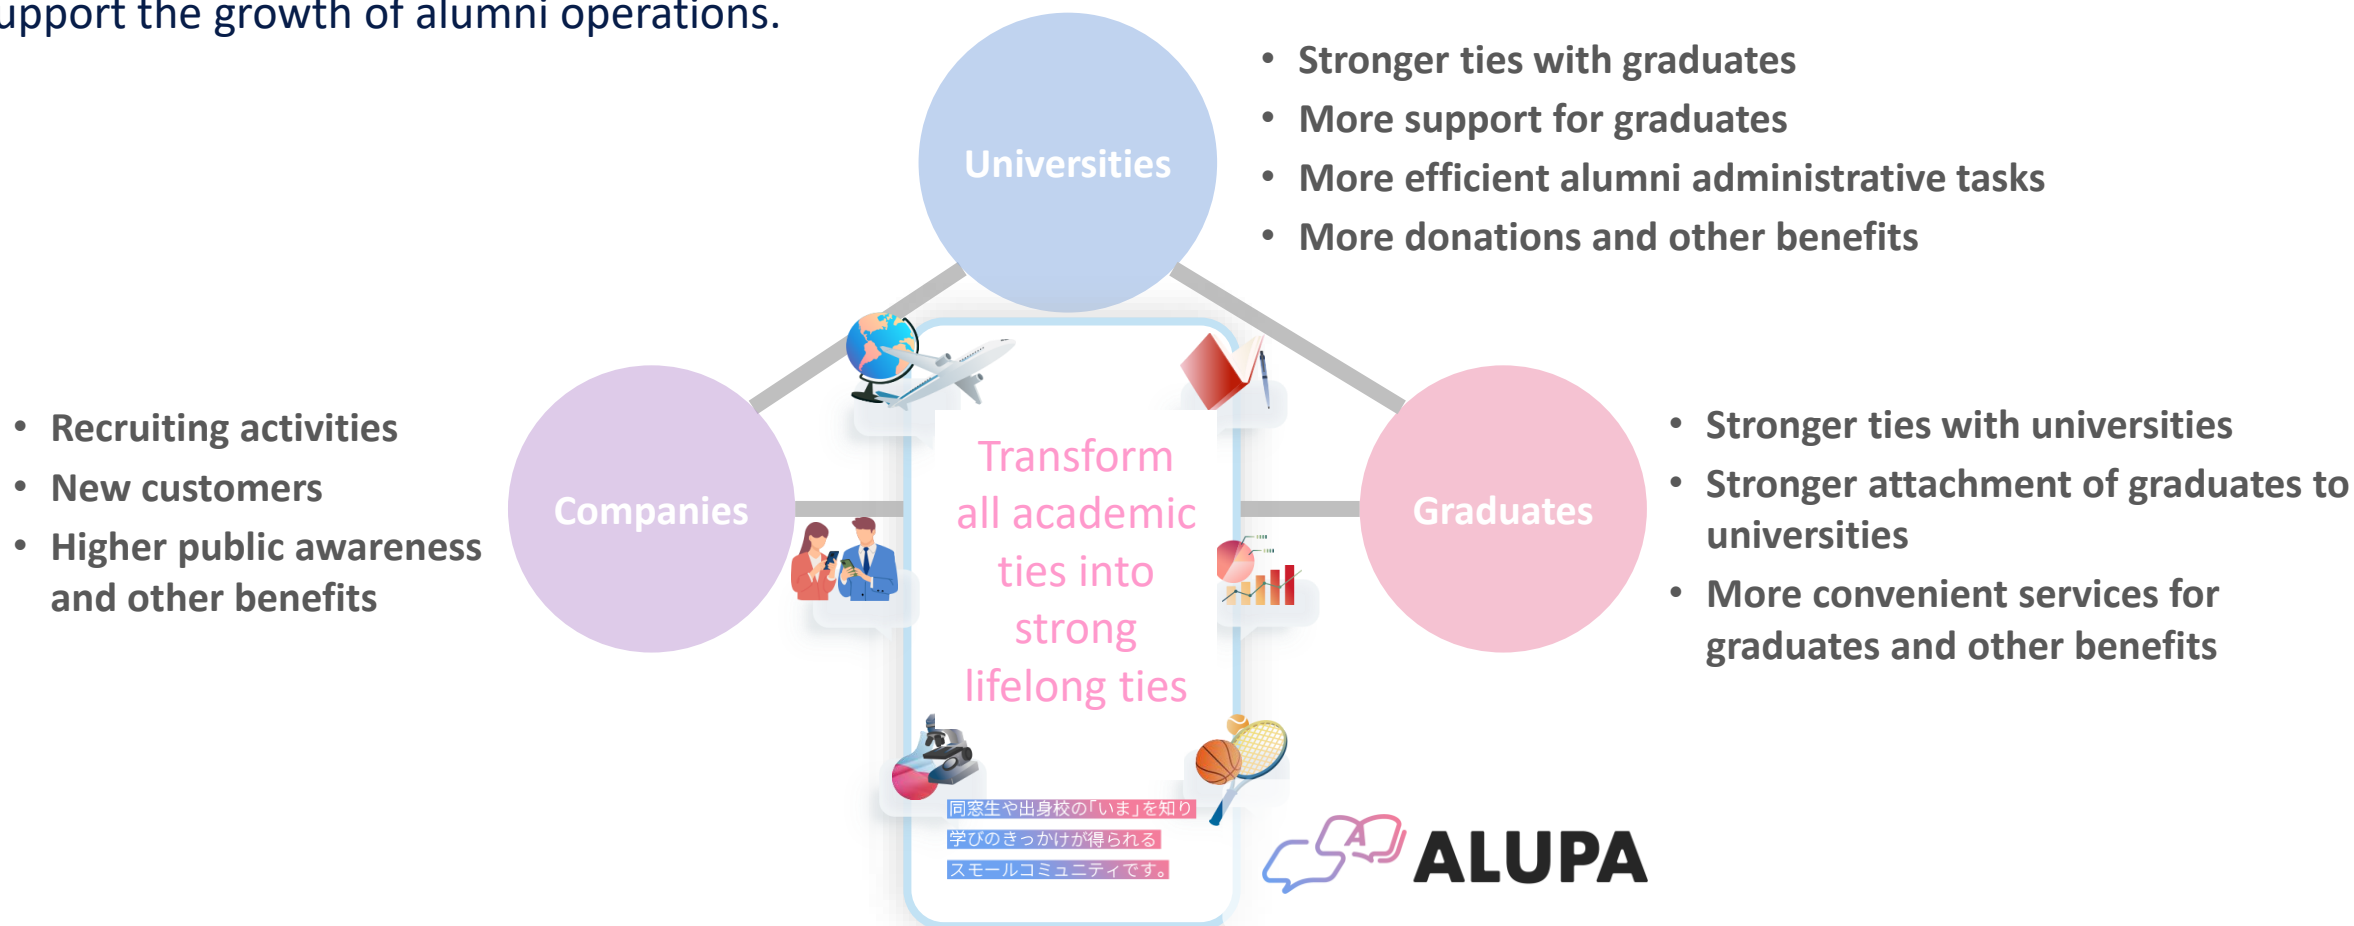 upport the growth of alumni operations.
Universities
• Stronger ties with graduates
• More support for graduates
• More efficient alumni administrative tasks
• More donations and other benefits
• Recruiting activities
• New customers
• Higher public awareness
and other benefits
Companies
Transform
all academic
ties into
strong
lifelong ties
Graduates
• Stronger ties with universities
• Stronger attachment of graduates to
universities
• More convenient services for
graduates and other benefits
同窓生や出身校の「いま」を知り
学びのきっかけが得られる
スモールコミュニティです。
A
ALUPA